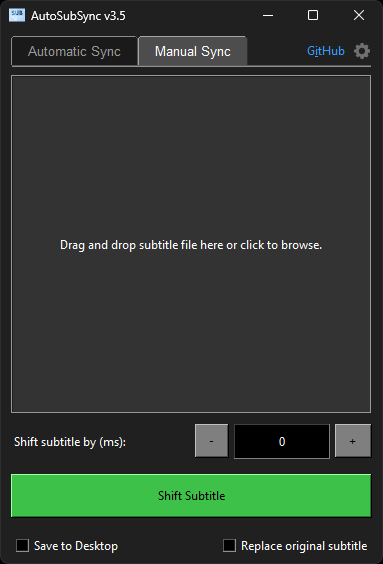 SUB
AutoSubSync v3.5
Automatic Sync
Manual Sync
GitHub
Drag and drop subtitle file here or click to browse.
Shift subtitle by (ms):
-
0
+
Shift Subtitle
Save to Desktop
Replace original subtitle